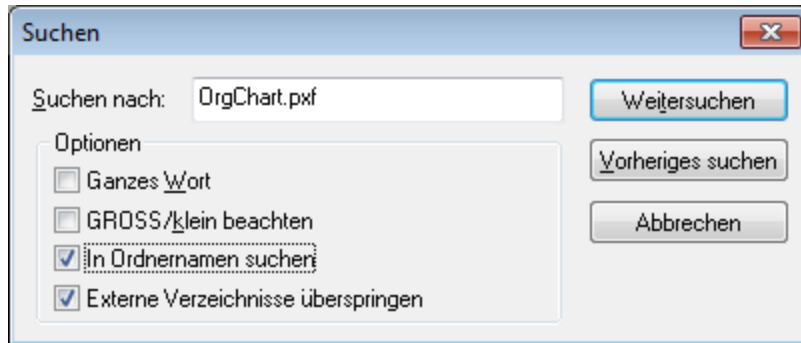 Suchen
Suchen nach: OrgChart.pxf
Weitersuchen
Optionen
Vorheriges suchen
Ganzes Wort
GROSS/klein beachten
Abbrechen
In Ordnernamen suchen
Externe Verzeichnisse überspringen